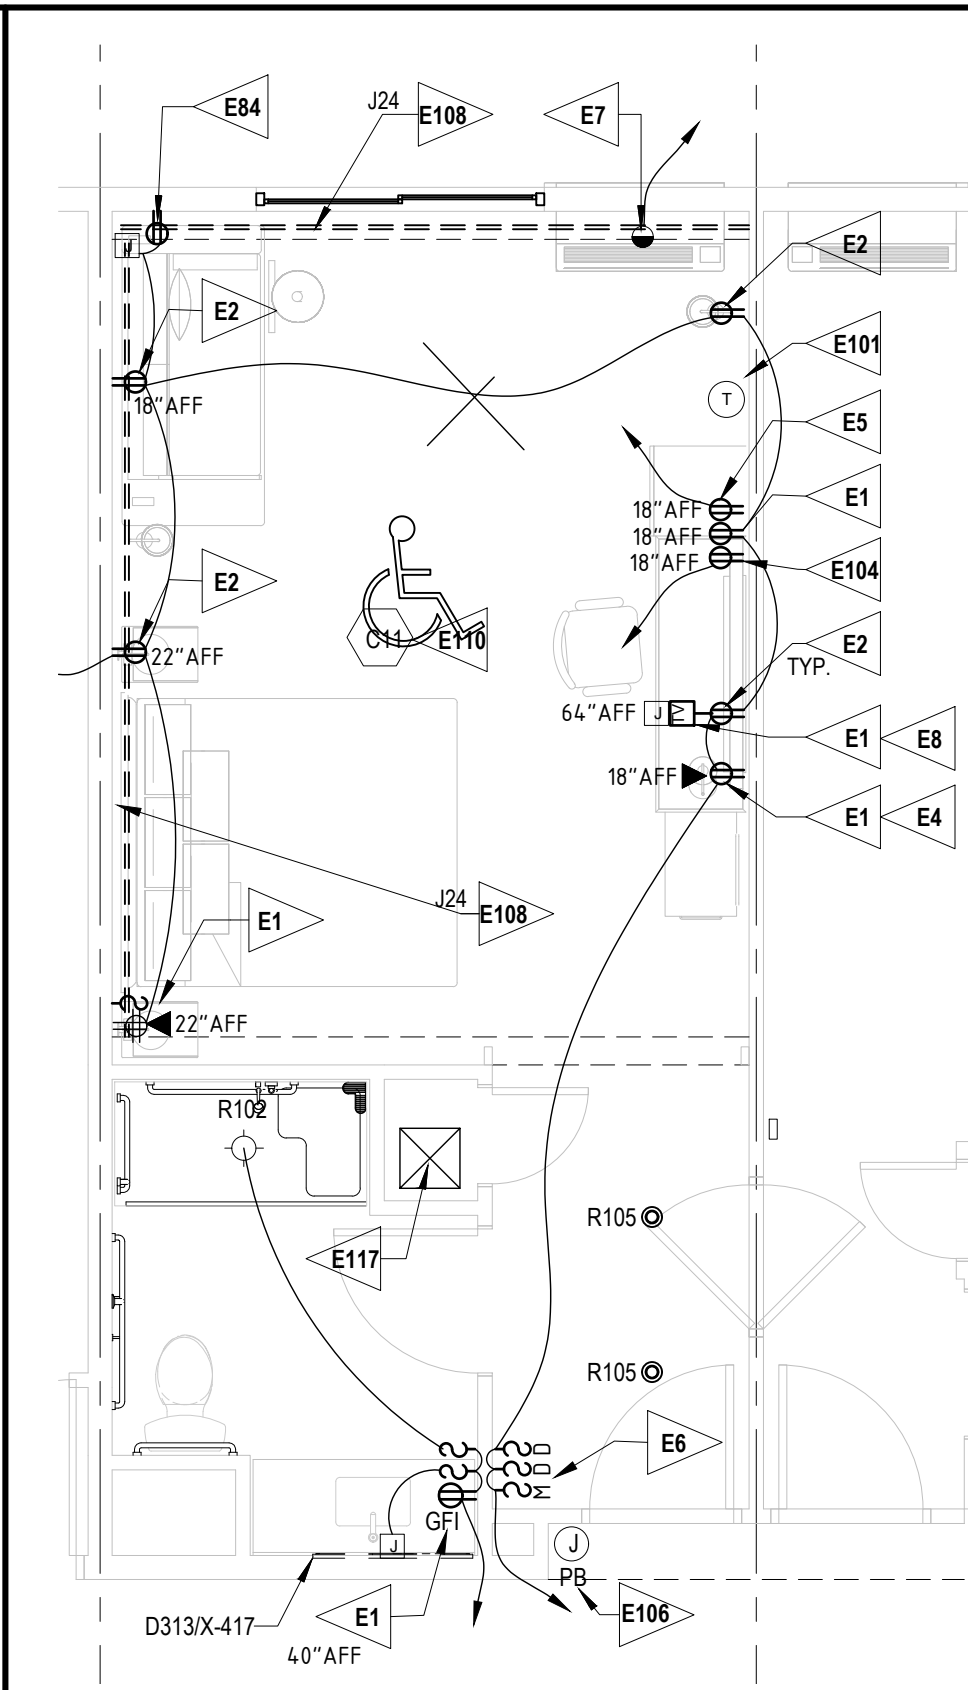 E84
J24
E108
E7
J
E2
E2
18"AFF
E101
T
E5
18"AFF
E1
18"AFF
18"AFF
E104
E2
C11
E110
E2
22"AFF
TYP.
64"AFF
J
TV
E1
E8
18"AFF
E1
E4
J24
E108
E1
22"AFF
R102
R105
E117
R105
E6
D
D
M
GFI
J
J
PB
D313/X-417
E1
E106
40"AFF